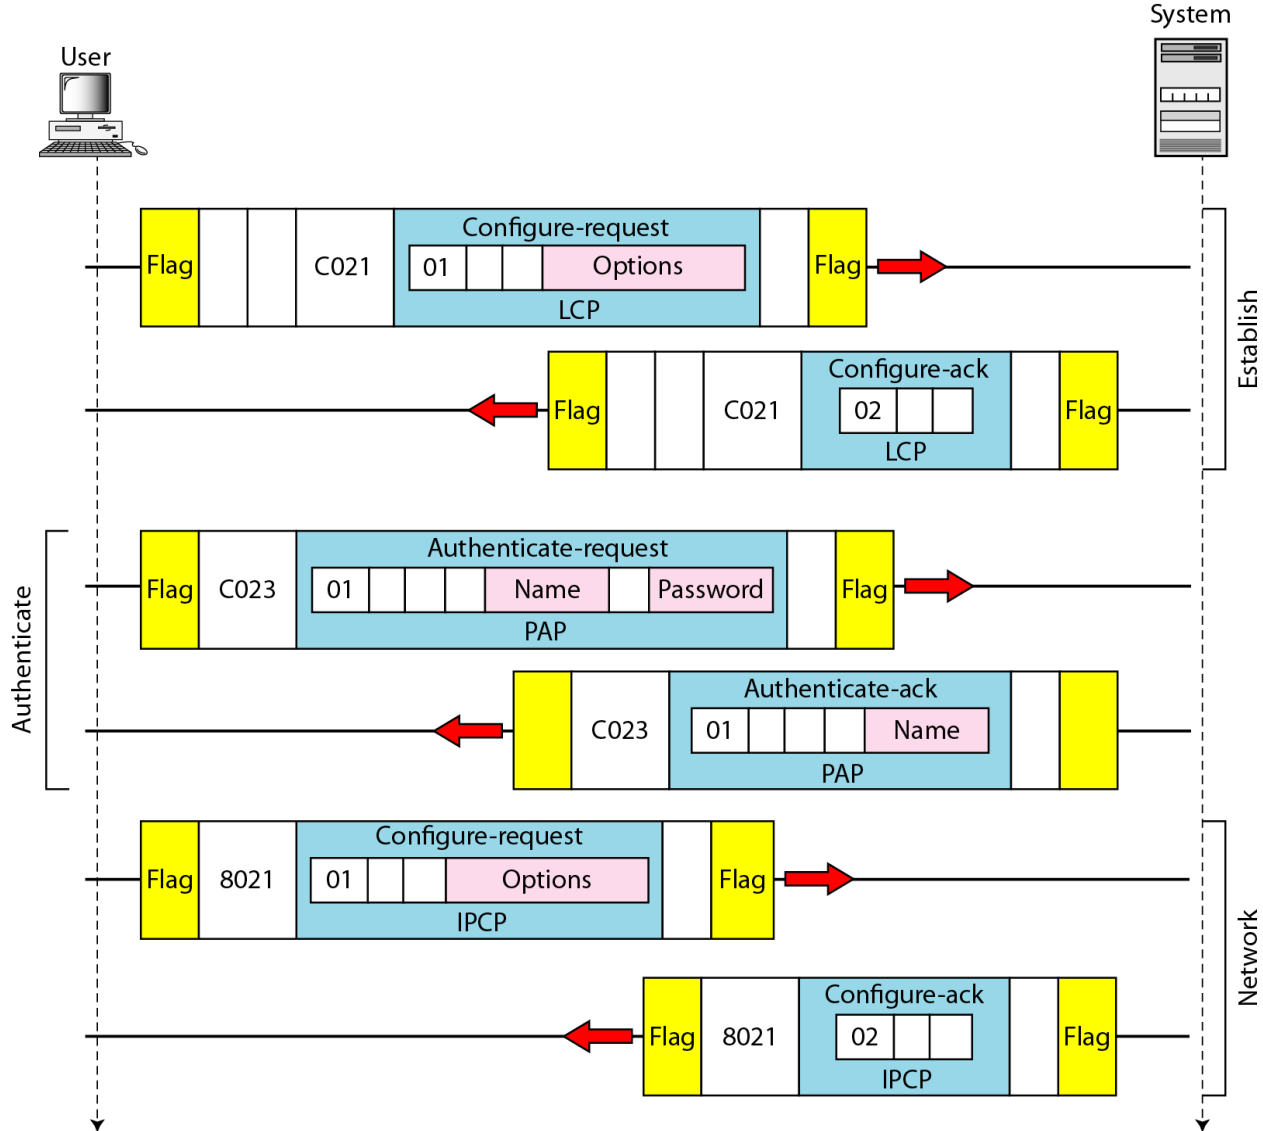 System
User
Configure-request
Flag C021 01 Options Flag
LCP
Configure-ack
Flag C021 02 Flag
LCP
Establish
Authenticate-request
Flag C023 01 Name Password Flag
PAP
Authenticate-ack
C023 01 Name
PAP
Authenticate
Configure-request
Flag 8021 01 Options Flag
IPCP
Configure-ack
Flag 8021 02 Flag
IPCP
Network